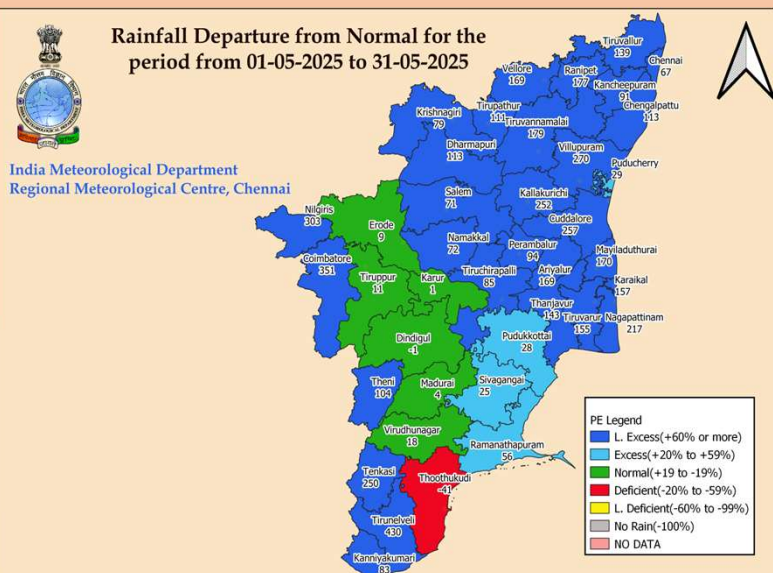 Rainfall Departure from Normal for the
period from 01-05-2025 to 31-05-2025
India Meteorological Department
Regional Meteorological Centre, Chennai
Tiruvallur
139
Chennai
67
Vellore
169
Ranipet
177
Kancheepuram
91
Chengalpattu
113
Krishnagiri
79
Tirupathur
111
Tiruvannamalai
179
Dharmapuri
113
Villupuram
270
Puducherry
29
Salem
71
Kallakurichi
252
Cuddalore
257
Nilgiris
303
Erode
9
Namakkal
72
Perambalur
94
Mayiladuthurai
170
Coimbatore
351
Tiruppur
11
Karur
1
Tiruchirapalli
85
Ariyalur
169
Karaikal
157
Thanjavur
143
Tiruvarur
155
Nagapattinam
217
Dindigul
-1
Pudukkottai
28
Theni
104
Madurai
4
Sivagangai
25
Virudhunagar
18
Ramanathapuram
56
Tenkasi
250
Thoothukudi
-41
Tirunelveli
430
Kanniyakumari
83
PE Legend
L. Excess(+60% or more)
Excess(+20% to +59%)
Normal(+19 to -19%)
Deficient(-20% to -59%)
L. Deficient(-60% to -99%)
No Rain(-100%)
NO DATA